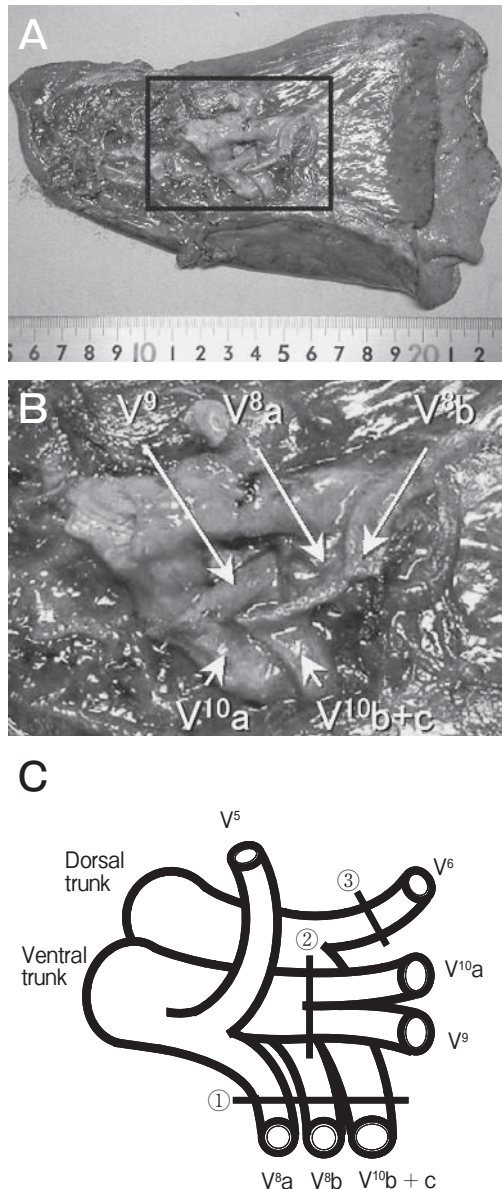 A
5 6 7 8 9 10 1 2 3 4 5 6 7 8 9 20 1 2
B
V⁹ V⁸a V⁸b
V¹⁰a V¹⁰b+c
C
V⁵
Dorsal
trunk
③
V⁶
Ventral
trunk
②
V¹⁰a
V⁹
①
V⁸a V⁸b V¹⁰b + c